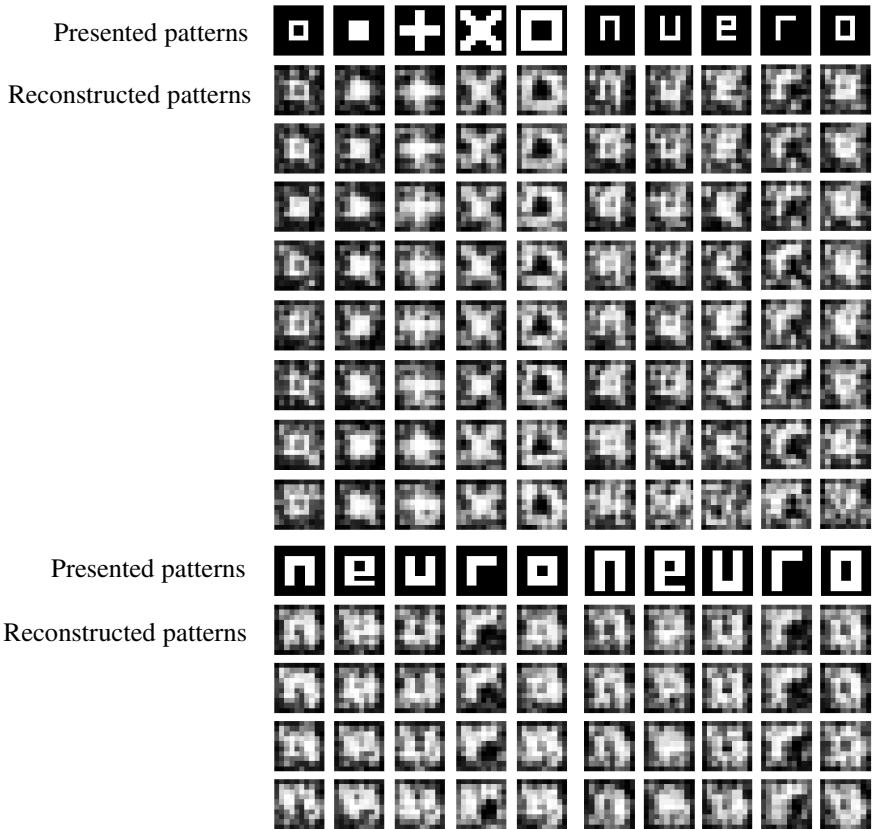 Presented patterns n u e r o
Reconstructed patterns
Presented patterns n e u r o n e u r o
Reconstructed patterns